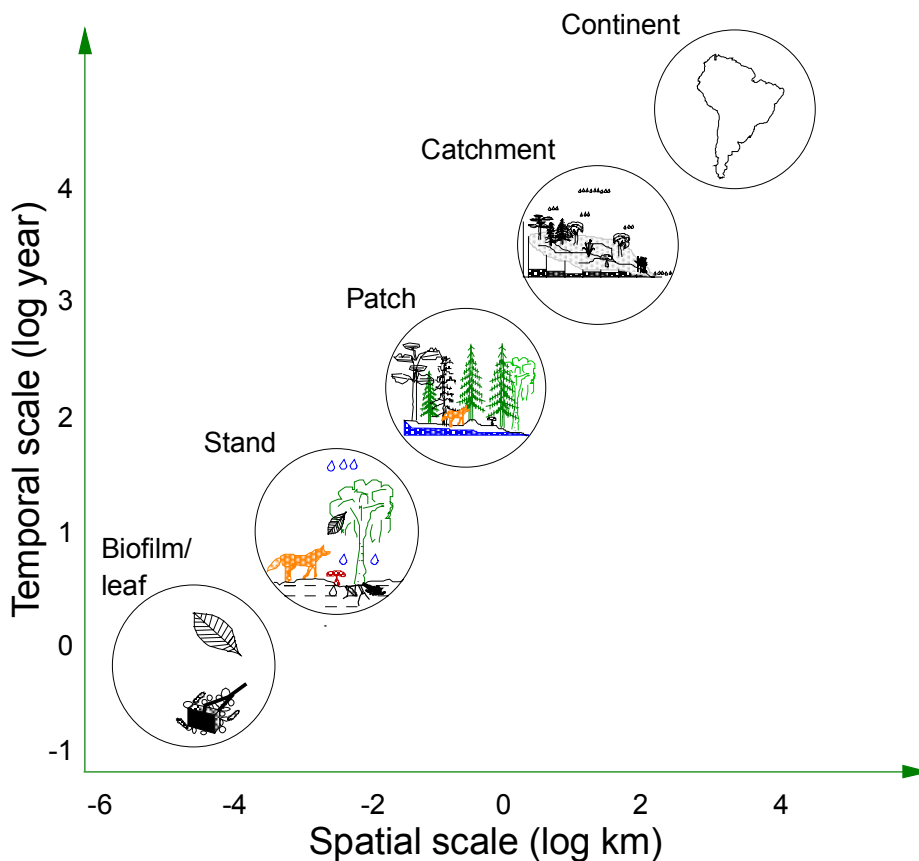 Continent
Catchment
4
Patch
3
2
Stand
1
Biofilm/
leaf
0
-1
Temporal scale (log year)
-6 -4 -2 0 2 4
Spatial scale (log km)